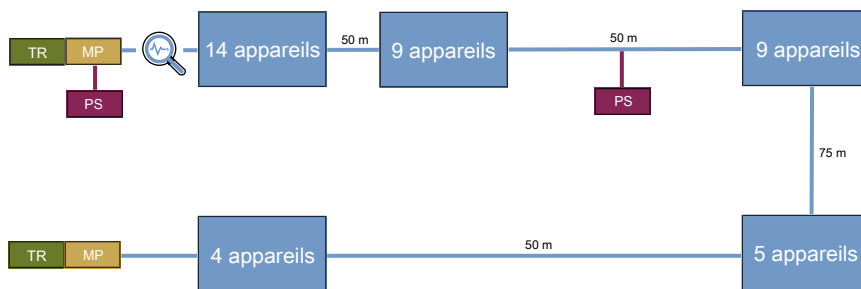 TR
MP
14 appareils
50 m
9 appareils
50 m
9 appareils
PS
PS
75 m
TR
MP
4 appareils
50 m
5 appareils